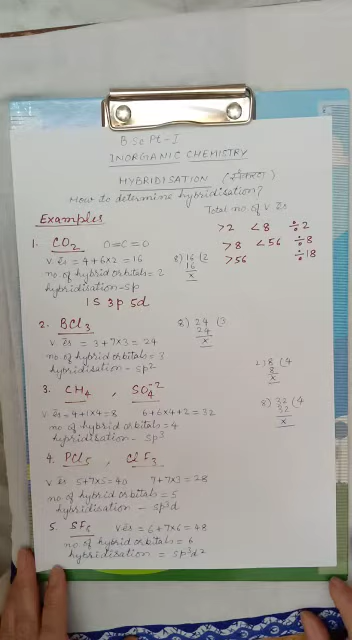 B.Sc Pt-I
INORGANIC CHEMISTRY
HYBRIDISATION (संकरण)
How to determine hybridisation?
Total no. of v ēs
>2 <8 ÷2
>8 <56 ÷8
>56 ÷18
Examples
1. CO2 O=C=O
v. ēs = 4+6x2 = 16
no. of hybrid orbitals = 2
hybridisation - sp
8) 16 (2
16
x
1S 3p 5d
2. BCl3
v. ēs = 3+7x3 = 24
no. of hybrid orbitals = 3
hybridisation - sp2
8) 24 (3
24
x
3. CH4 , SO4-2
v. ēs = 4+1x4 = 8 6+6x4+2 = 32
no. of hybrid orbitals = 4
hybridisation - sp3
2) 8 (4
8
x
8) 32 (4
32
x
4. PCl5 , ClF3
v ēs 5+7x5 = 40 7+7x3 = 28
no. of hybrid orbitals = 5
hybridisation - sp3d
5. SF6 vēs = 6+7x6 = 48
no. of hybrid orbitals = 6
hybridisation = sp3d2